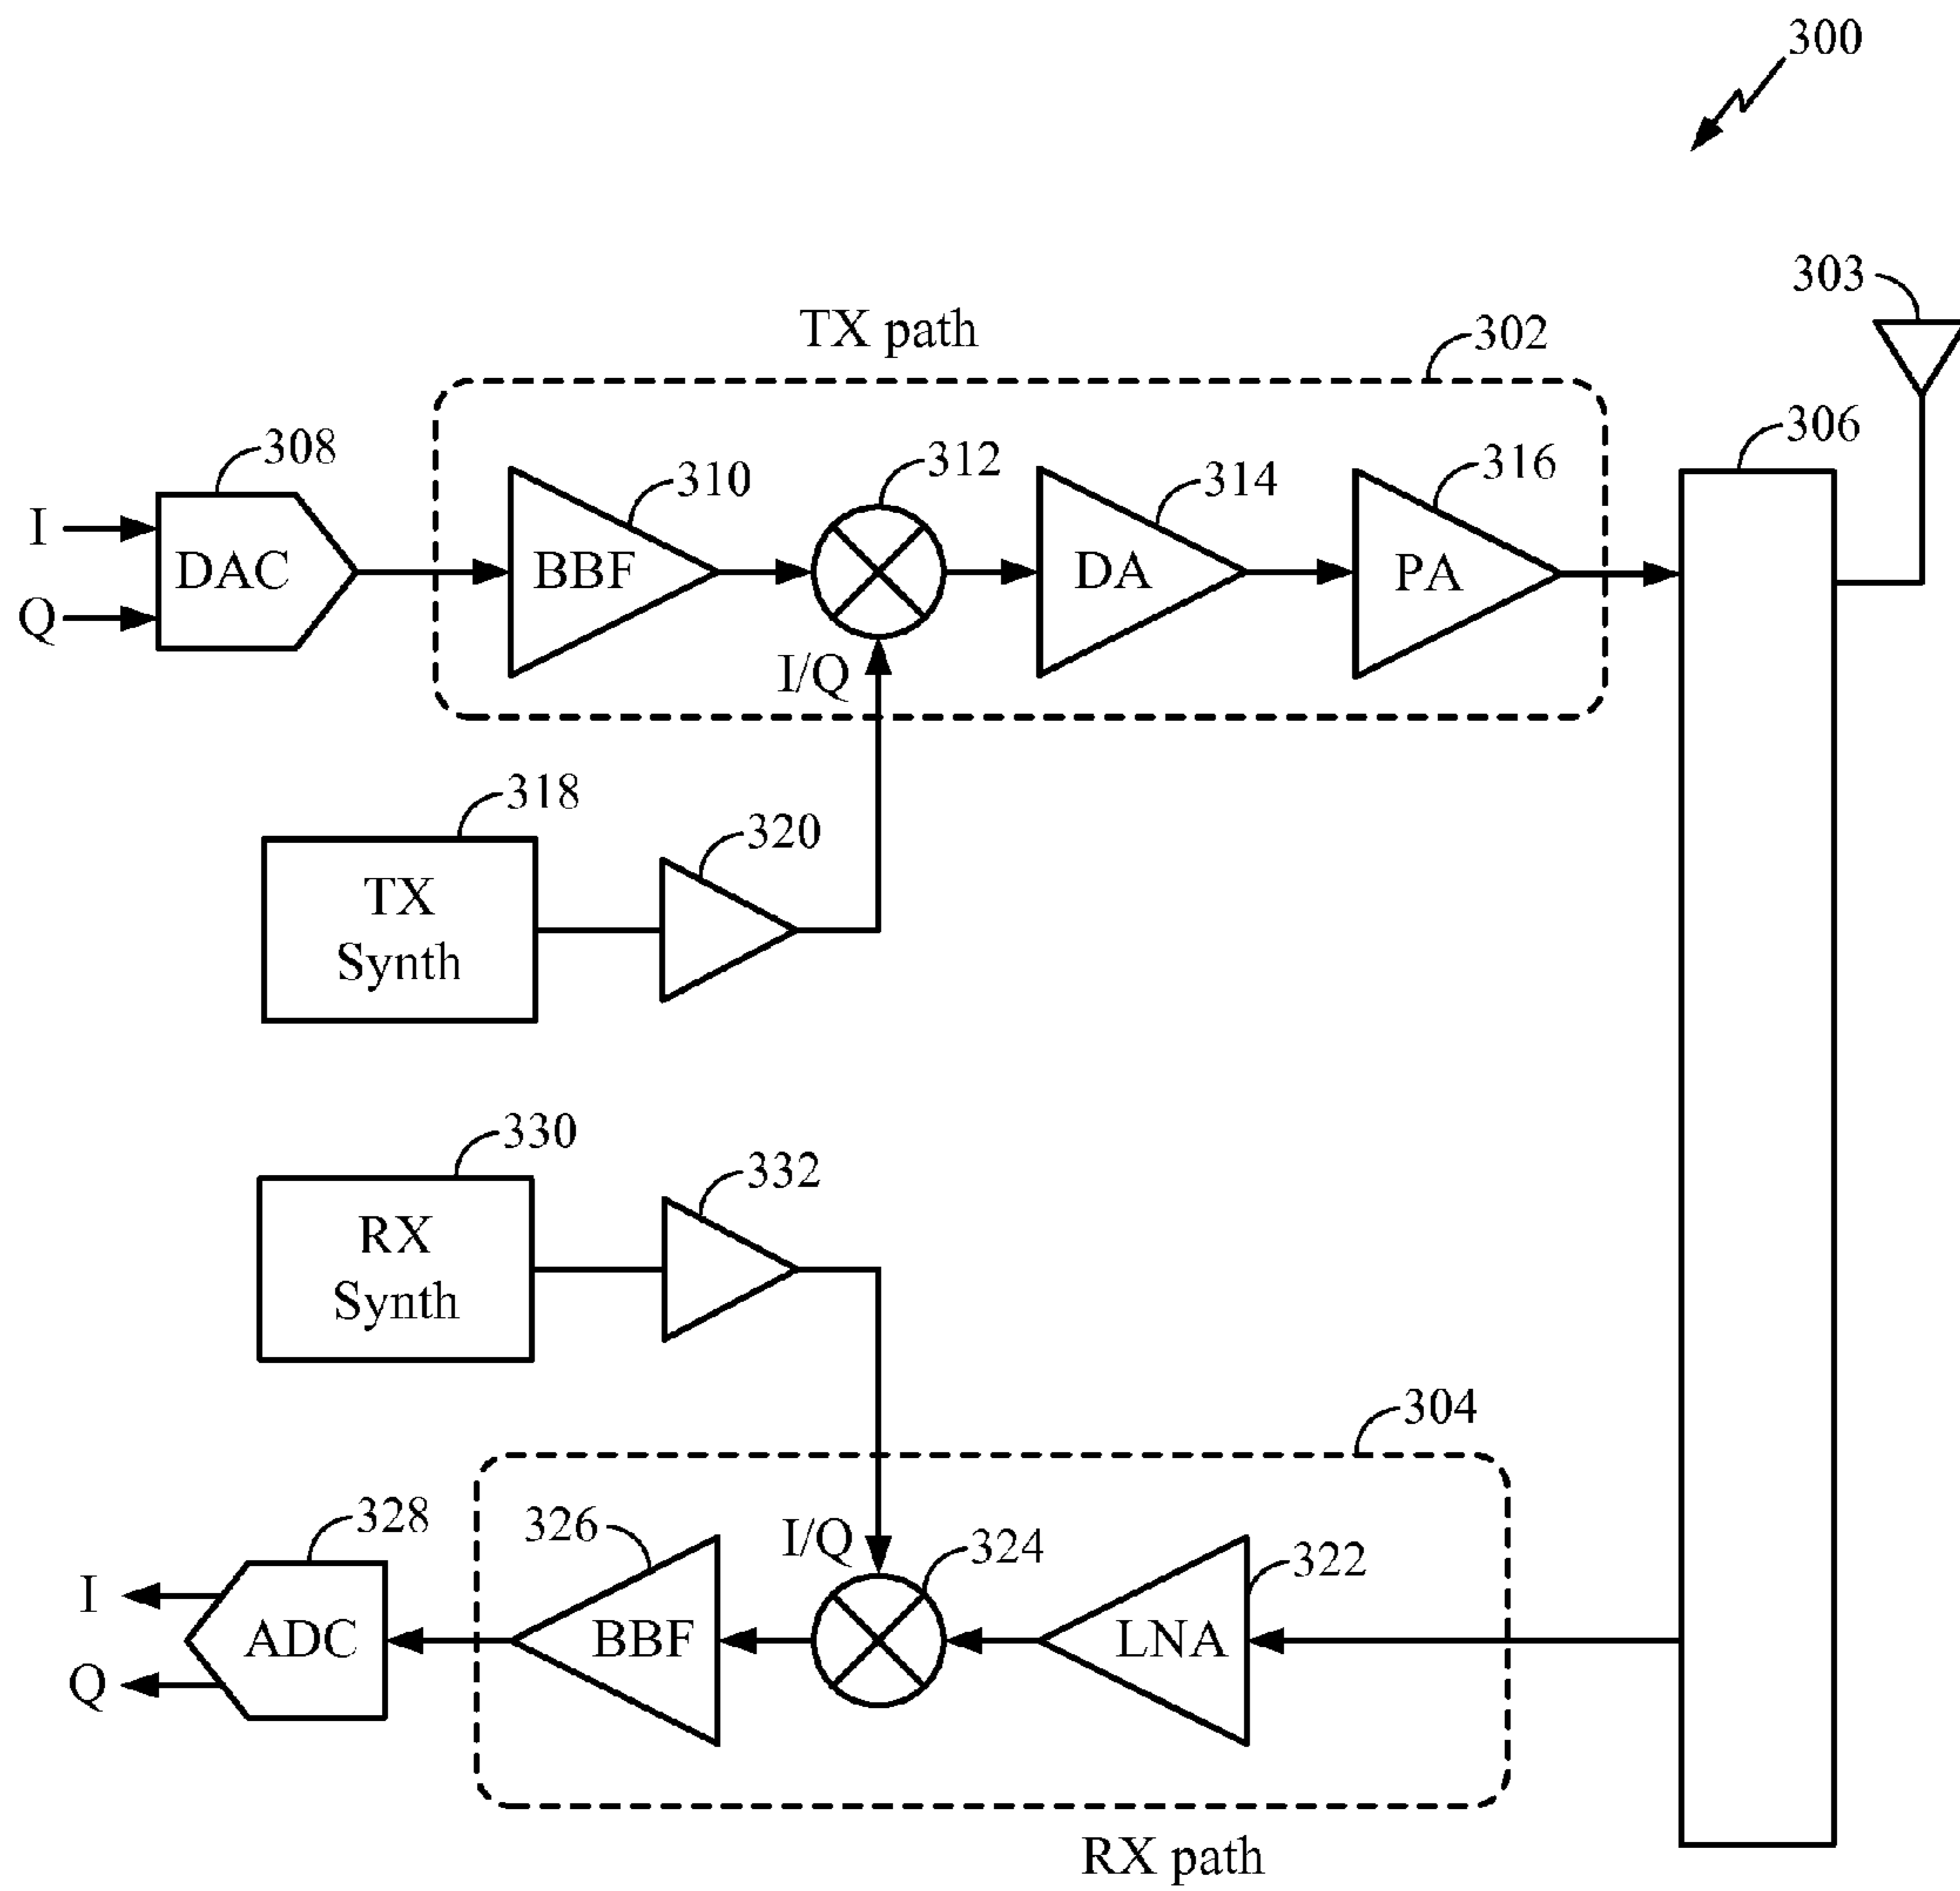 300
303
TX path
302
306
308
310
312
314
316
I
Q
DAC
BBF
DA
PA
I/Q
318
320
TX
Synth
330
332
RX
Synth
304
328
326
I/Q
324
322
I
Q
ADC
BBF
LNA
RX path